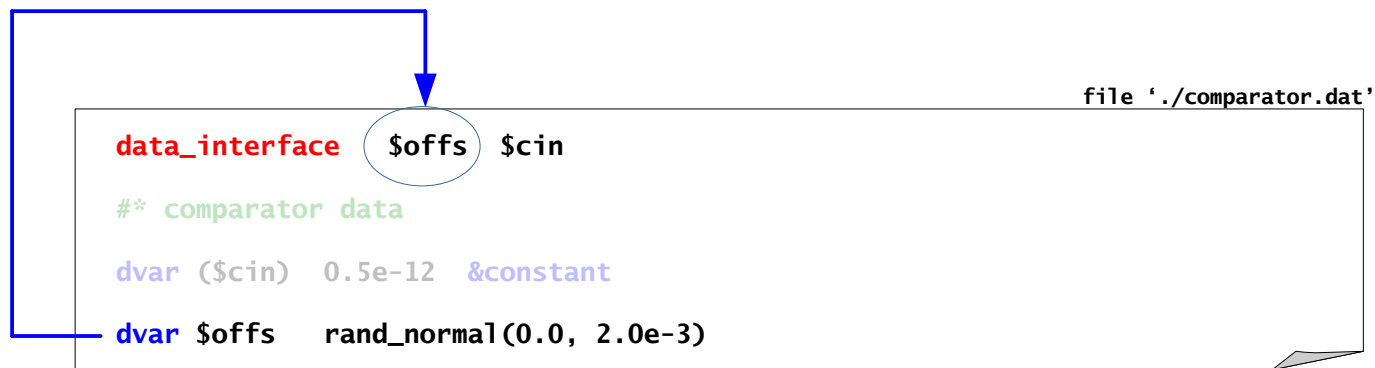 file ‘./comparator.dat’
data_interface $offs $cin
#* comparator data
dvar ($cin) 0.5e-12 &constant
dvar $offs rand_normal(0.0, 2.0e-3)